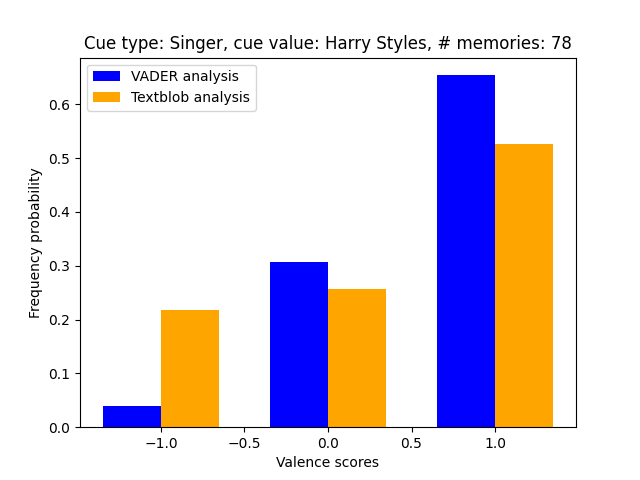 Cue type: Singer, cue value: Harry Styles, # memories: 78
VADER analysis
Textblob analysis
Frequency probability
0.6
0.5
0.4
0.3
0.2
0.1
0.0
−1.0 −0.5 0.0 0.5 1.0
Valence scores